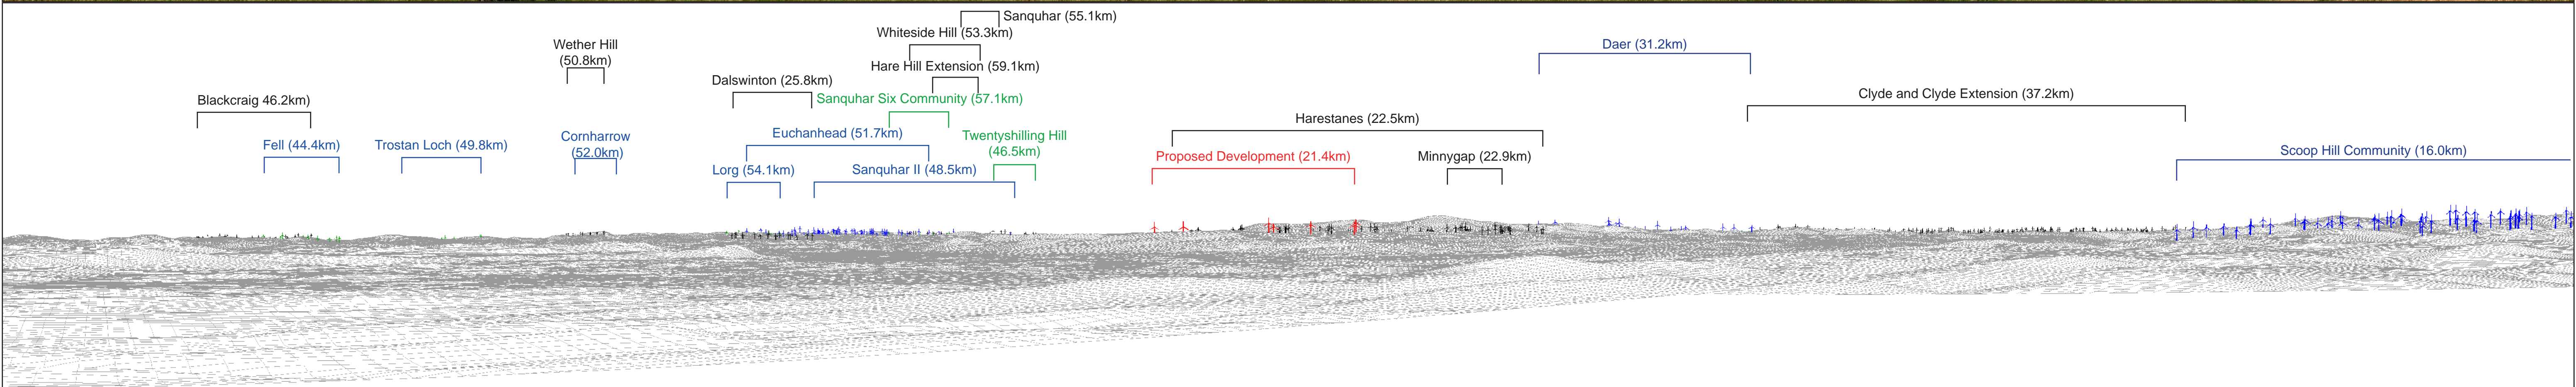 Sanquhar (55.1km)
Whiteside Hill (53.3km)
Wether Hill
(50.8km)
Daer (31.2km)
Hare Hill Extension (59.1km)
Dalswinton (25.8km)
Clyde and Clyde Extension (37.2km)
Blackcraig 46.2km)
Sanquhar Six Community (57.1km)
Harestanes (22.5km)
Euchanhead (51.7km)
Twentyshilling Hill
(46.5km)
Cornharrow
(52.0km)
Fell (44.4km)
Trostan Loch (49.8km)
Scoop Hill Community (16.0km)
Proposed Development (21.4km)
Minnygap (22.9km)
Lorg (54.1km)
Sanquhar II (48.5km)